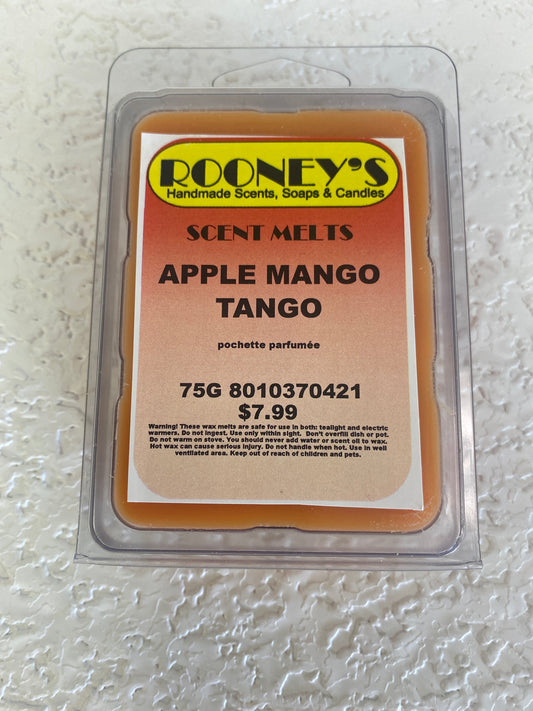 ROONEY'S
Handmade Scents, Soaps & Candles
SCENT MELTS
APPLE MANGO
TANGO
pochette parfumée
75G 8010370421
$7.99
Warning! These wax melts are safe for use in both: tealight and electric
warmers. Do not ingest. Use only within sight. Don't overfill dish or pot.
Do not warm on stove. You should never add water or scent oil to wax.
Hot wax can cause serious injury. Do not handle when hot. Use in well
ventilated area. Keep out of reach of children and pets.